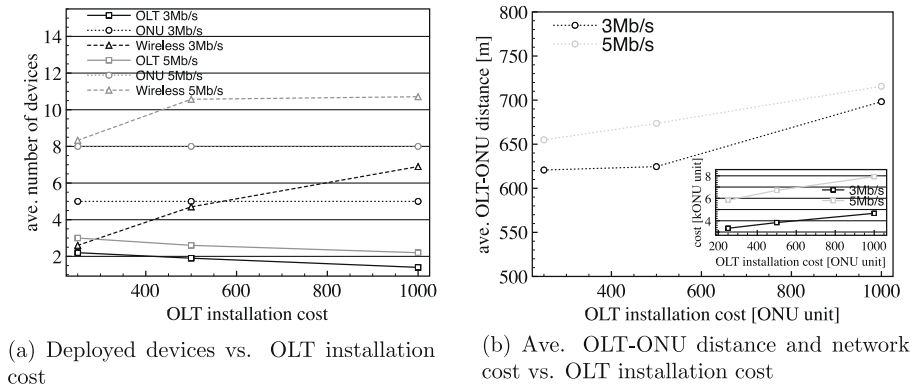 OLT 3Mb/s
ONU 3Mb/s
Wireless 3Mb/s
OLT 5Mb/s
ONU 5Mb/s
Wireless 5Mb/s
14
12
10
8
6
4
2
ave. number of devices
400 600 800 1000
OLT installation cost
(a) Deployed devices vs. OLT installation
cost
3Mb/s
5Mb/s
800
750
700
650
600
550
500
ave. OLT-ONU distance [m]
400 600 800 1000
OLT installation cost [ONU unit]
8
6
4
cost [kONU unit]
3Mb/s
5Mb/s
200 400 600 800 1000
OLT installation cost [ONU unit]
(b) Ave. OLT-ONU distance and network
cost vs. OLT installation cost